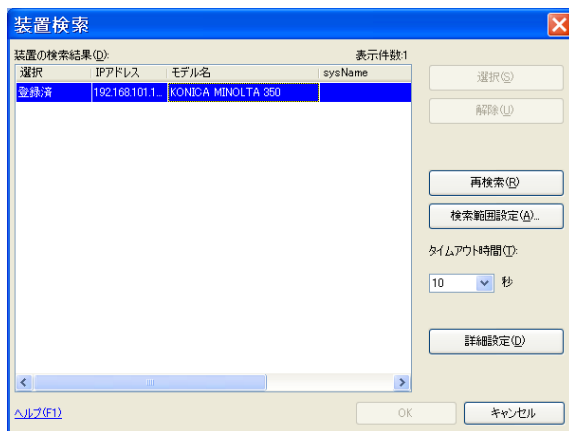 装置検索
装置の検索結果(D): 表示件数:1
選択 IPアドレス モデル名 sysName
登録済 192.168.101.1... KONICA MINOLTA 350
選択(S)
解除(U)
再検索(R)
検索範囲設定(A)...
タイムアウト時間(T):
10 秒
詳細設定(D)
ヘルプ(F1) OK キャンセル